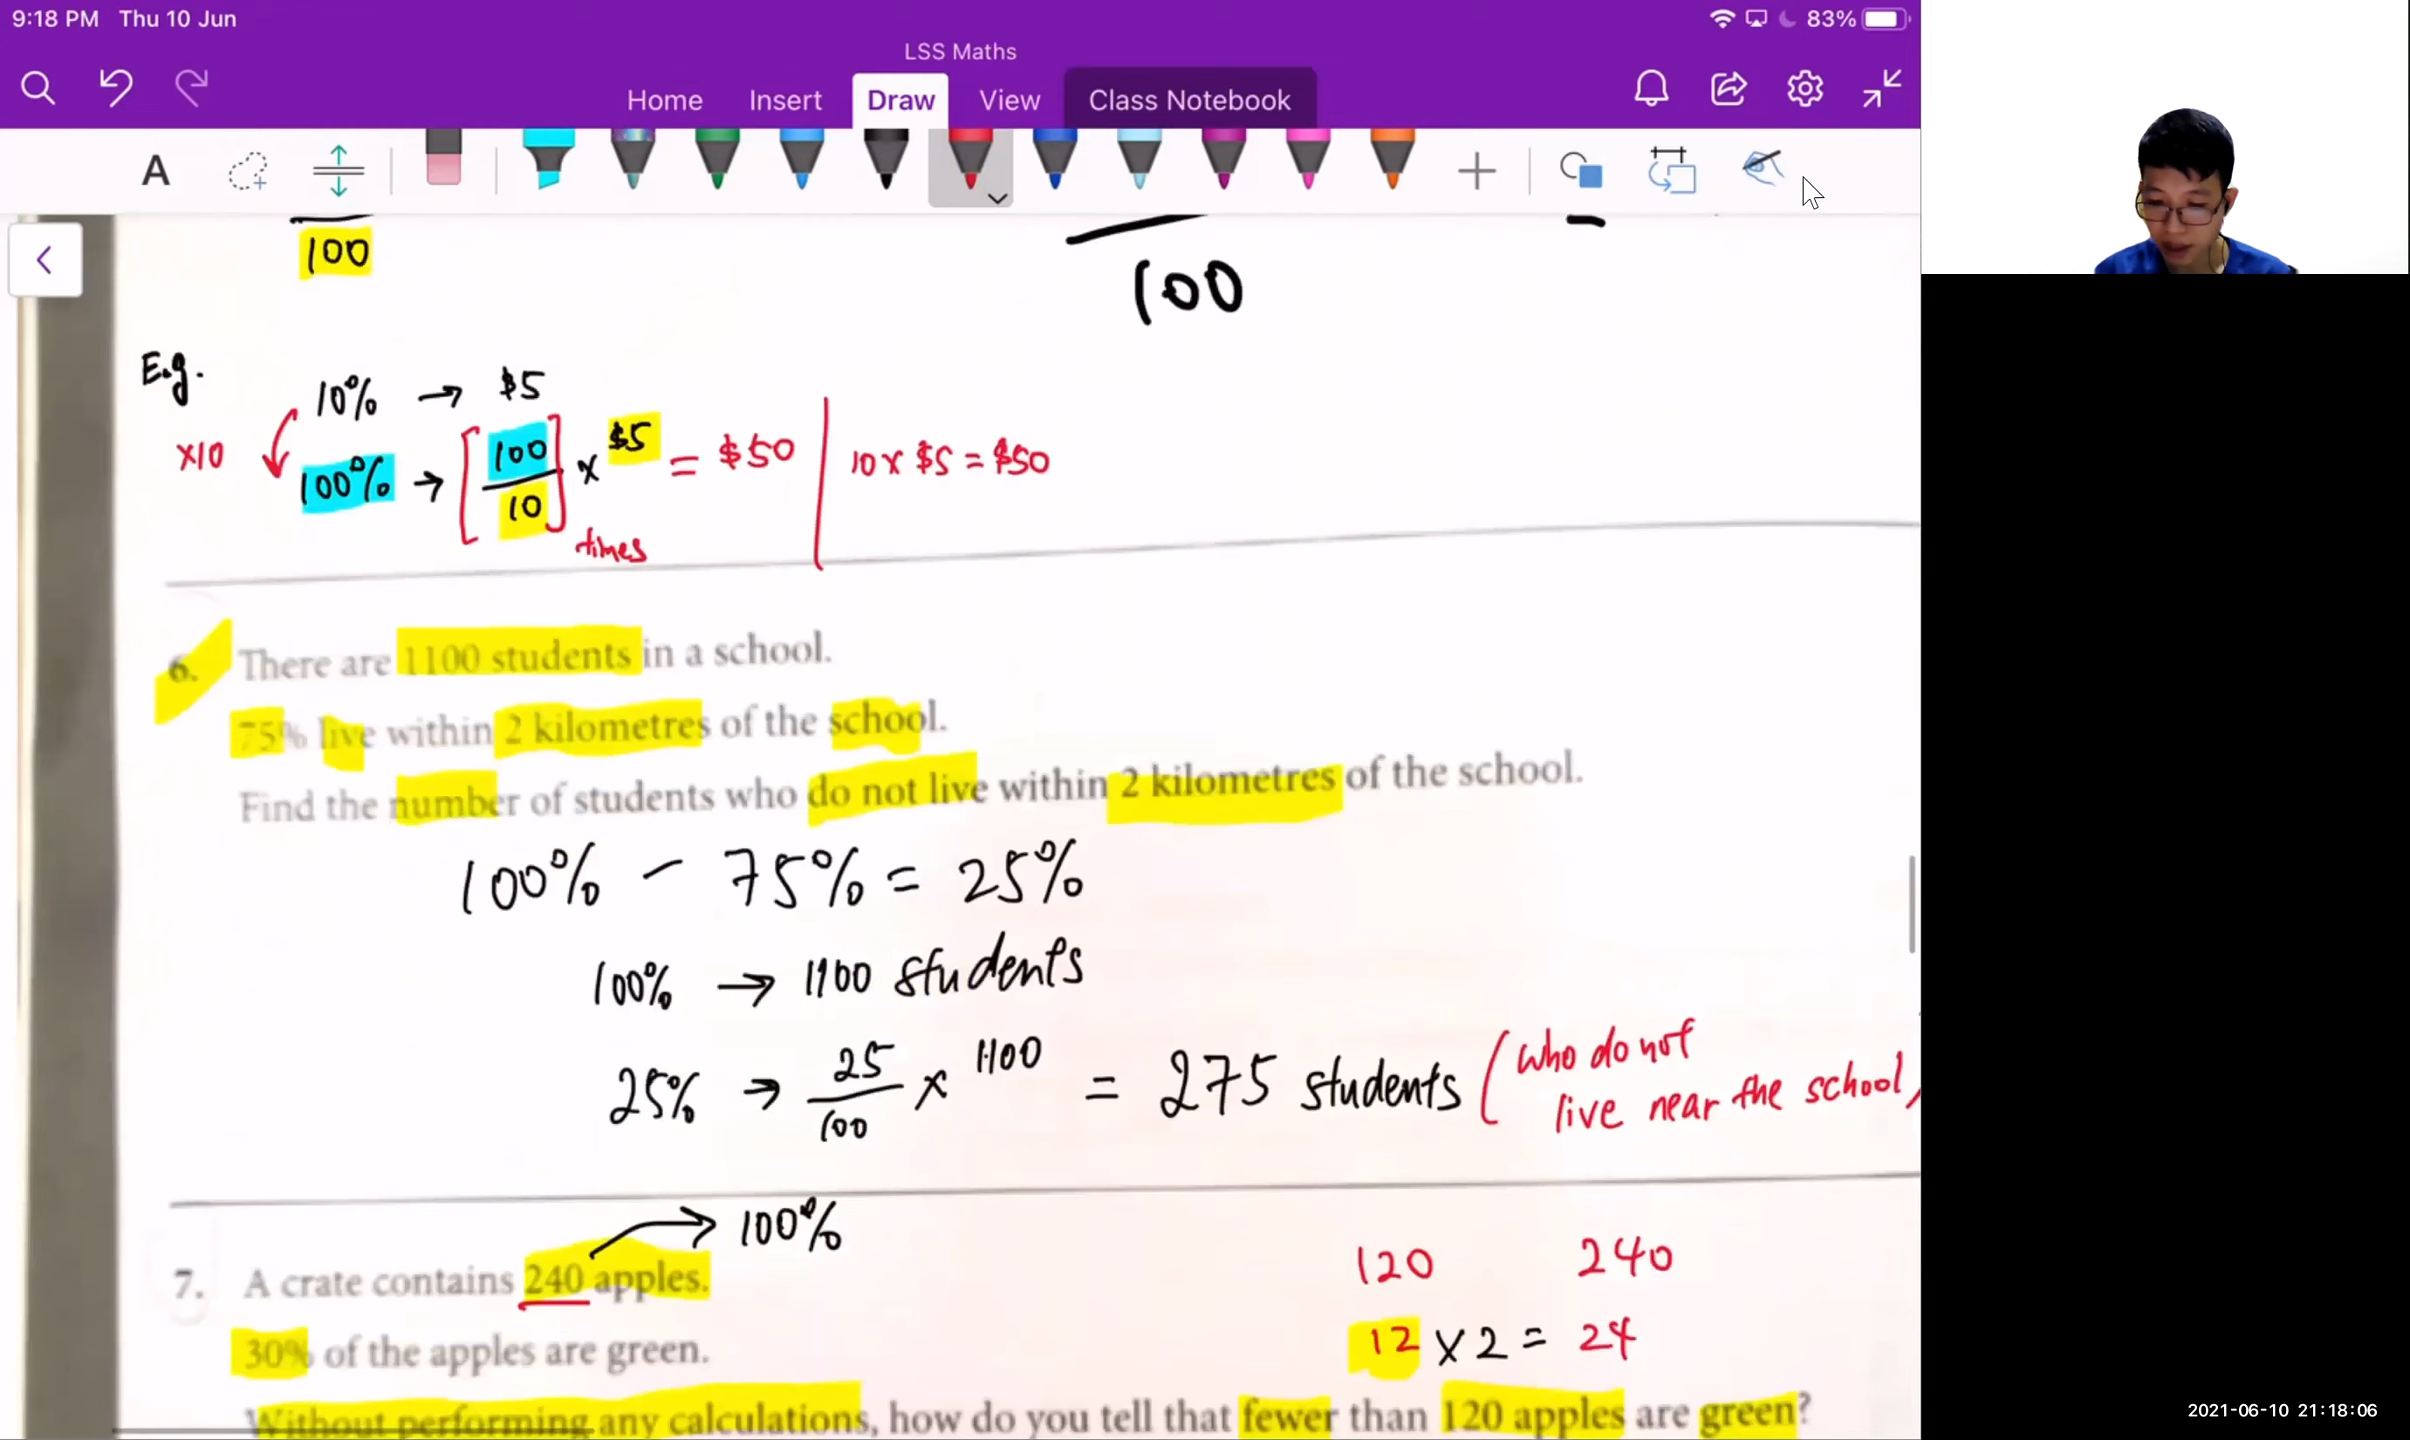 9:18 PM Thu 10 Jun
83%
LSS Maths
Home Insert Draw View Class Notebook
A
100
100
E.g.
10% → $5
×10 100% → [100/10] × $5 = $50 | 10 × $5 = $50
times
6. There are 1100 students in a school.
75% live within 2 kilometres of the school.
Find the number of students who do not live within 2 kilometres of the school.
100% - 75% = 25%
100% → 1100 students
25% → 25/100 × 1100 = 275 students (who do not
live near the school)
→ 100%
7. A crate contains 240 apples.
120 240
30% of the apples are green.
12 × 2 = 24
Without performing any calculations, how do you tell that fewer than 120 apples are green?
2021-06-10 21:18:06